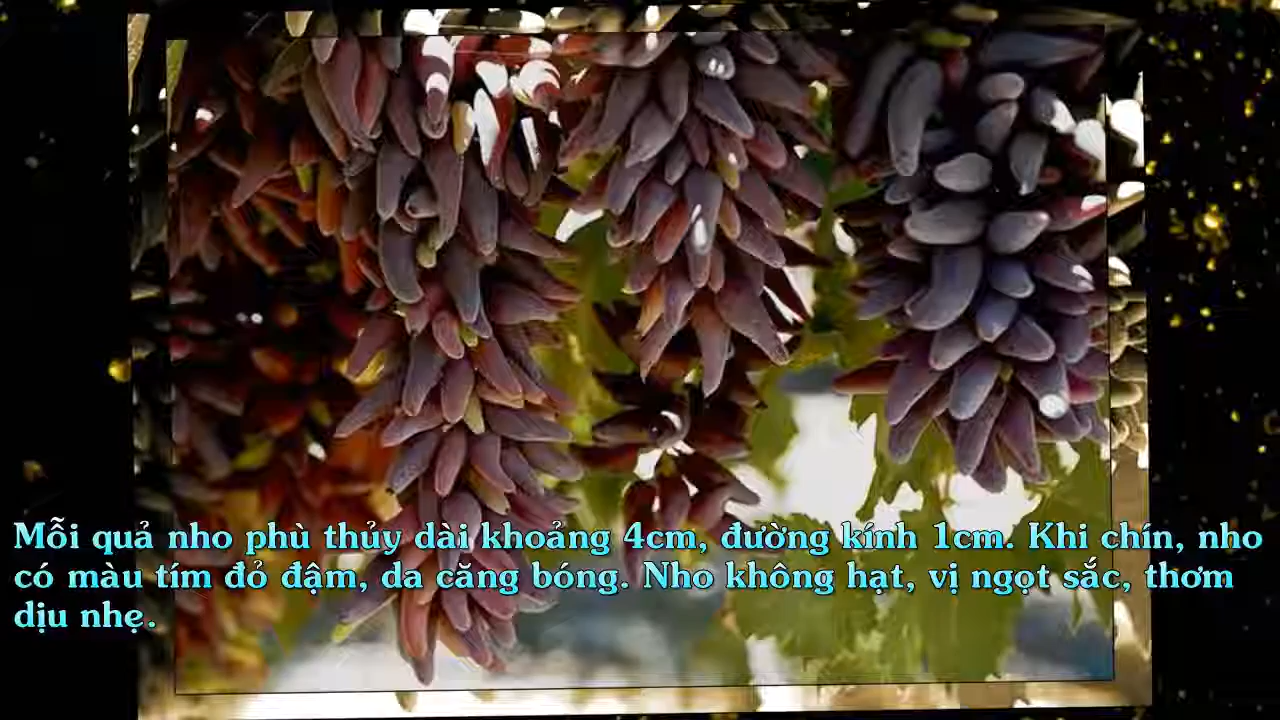 Mỗi quả nho phù thủy dài khoảng 4cm, đường kính 1cm. Khi chín, nho
có màu tím đỏ đậm, da căng bóng. Nho không hạt, vị ngọt sắc, thơm
dịu nhẹ.